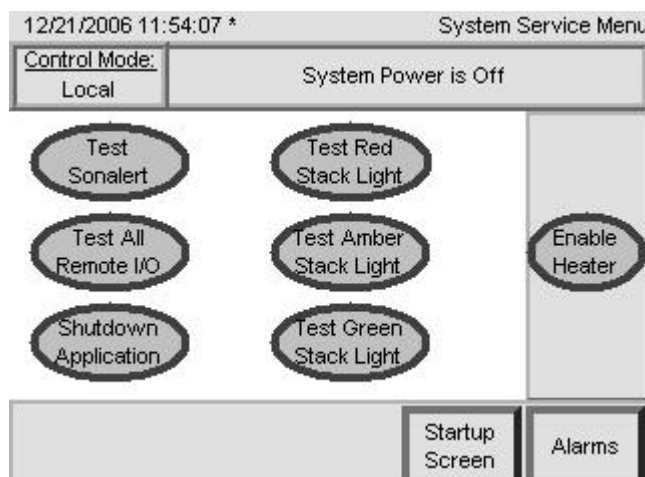 12/21/2006 11:54:07 * System Service Menu
Control Mode:
Local
System Power is Off
Test
Sonalert
Test Red
Stack Light
Test All
Remote I/O
Test Amber
Stack Light
Enable
Heater
Shutdown
Application
Test Green
Stack Light
Startup
Screen
Alarms